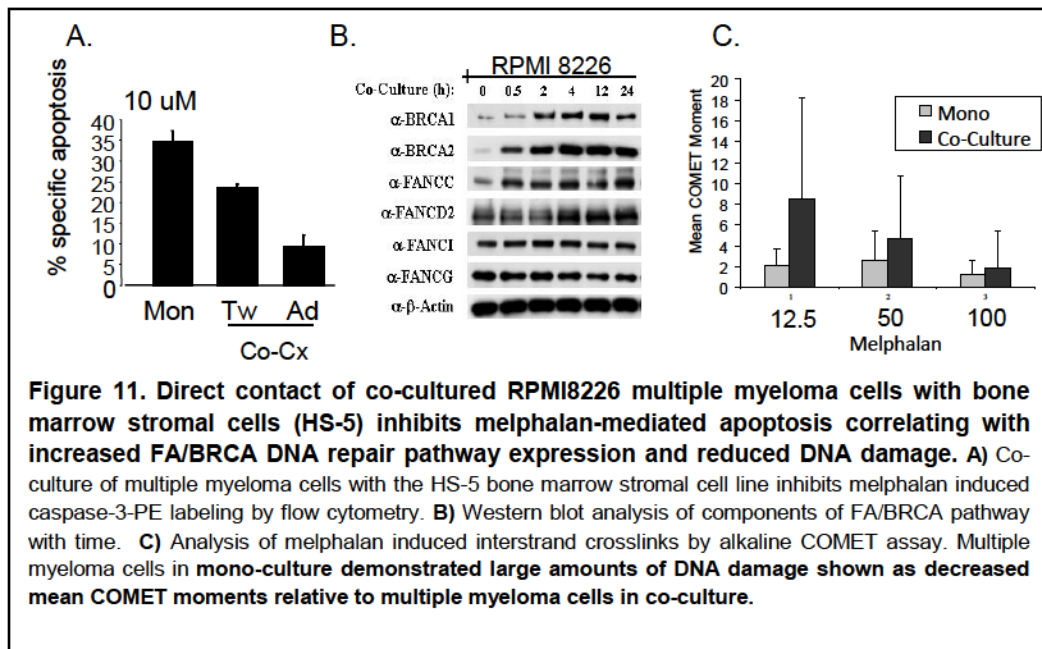 A.
10 uM
% specific apoptosis
40
35
30
25
20
15
10
5
0
Mon Tw Ad
Co-Cx
B.
RPMI 8226
Co-Culture (h): 0 0.5 2 4 12 24
α-BRCA1
α-BRCA2
α-FANCC
α-FANCD2
α-FANCI
α-FANCG
α-β-Actin
C.
Mean COMET Moment
20
18
16
14
12
10
8
6
4
2
0
Mono
Co-Culture
1 2 3
12.5 50 100
Melphalan
Figure 11. Direct contact of co-cultured RPMI8226 multiple myeloma cells with bone
marrow stromal cells (HS-5) inhibits melphalan-mediated apoptosis correlating with
increased FA/BRCA DNA repair pathway expression and reduced DNA damage. A) Co-
culture of multiple myeloma cells with the HS-5 bone marrow stromal cell line inhibits melphalan induced
caspase-3-PE labeling by flow cytometry. B) Western blot analysis of components of FA/BRCA pathway
with time. C) Analysis of melphalan induced interstrand crosslinks by alkaline COMET assay. Multiple
myeloma cells in mono-culture demonstrated large amounts of DNA damage shown as decreased
mean COMET moments relative to multiple myeloma cells in co-culture.